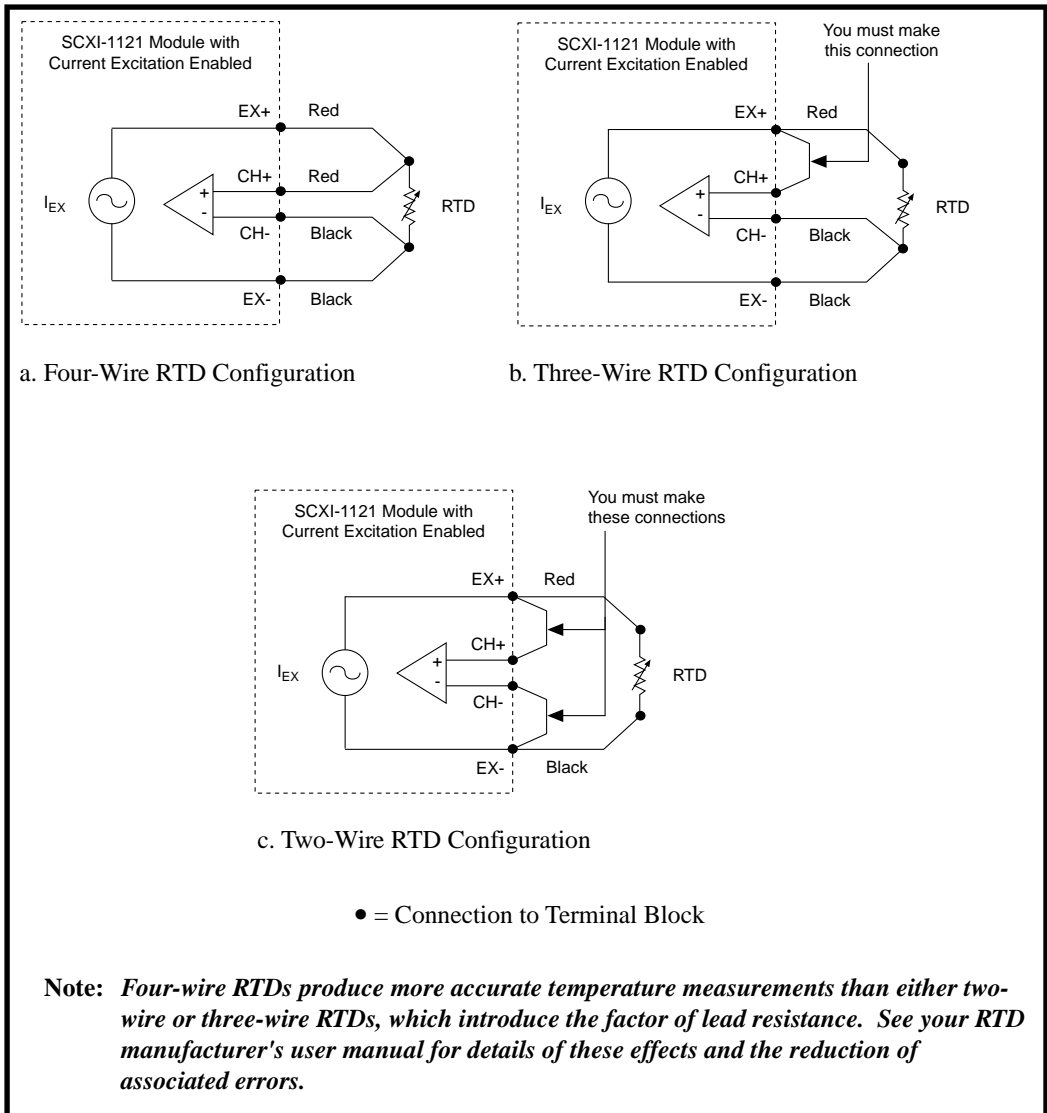 SCXI-1121 Module with
Current Excitation Enabled
EX+
Red
CH+
Red
+
-
I_EX
RTD
CH-
Black
EX-
Black
a. Four-Wire RTD Configuration
You must make
this connection
SCXI-1121 Module with
Current Excitation Enabled
EX+
Red
CH+
+
-
I_EX
RTD
CH-
Black
EX-
Black
b. Three-Wire RTD Configuration
You must make
these connections
SCXI-1121 Module with
Current Excitation Enabled
EX+
Red
CH+
+
-
I_EX
RTD
CH-
EX-
Black
c. Two-Wire RTD Configuration
● = Connection to Terminal Block
Note: Four-wire RTDs produce more accurate temperature measurements than either two-
wire or three-wire RTDs, which introduce the factor of lead resistance. See your RTD
manufacturer's user manual for details of these effects and the reduction of
associated errors.